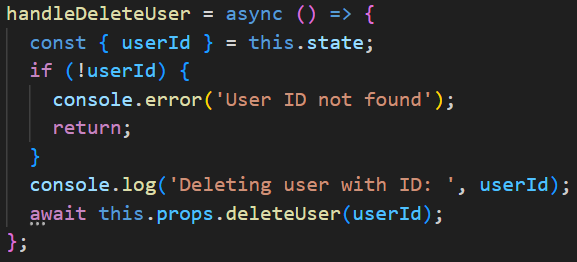 handleDeleteUser = async () => {
const { userId } = this.state;
if (!userId) {
console.error('User ID not found');
return;
}
console.log('Deleting user with ID: ', userId);
await this.props.deleteUser(userId);
};